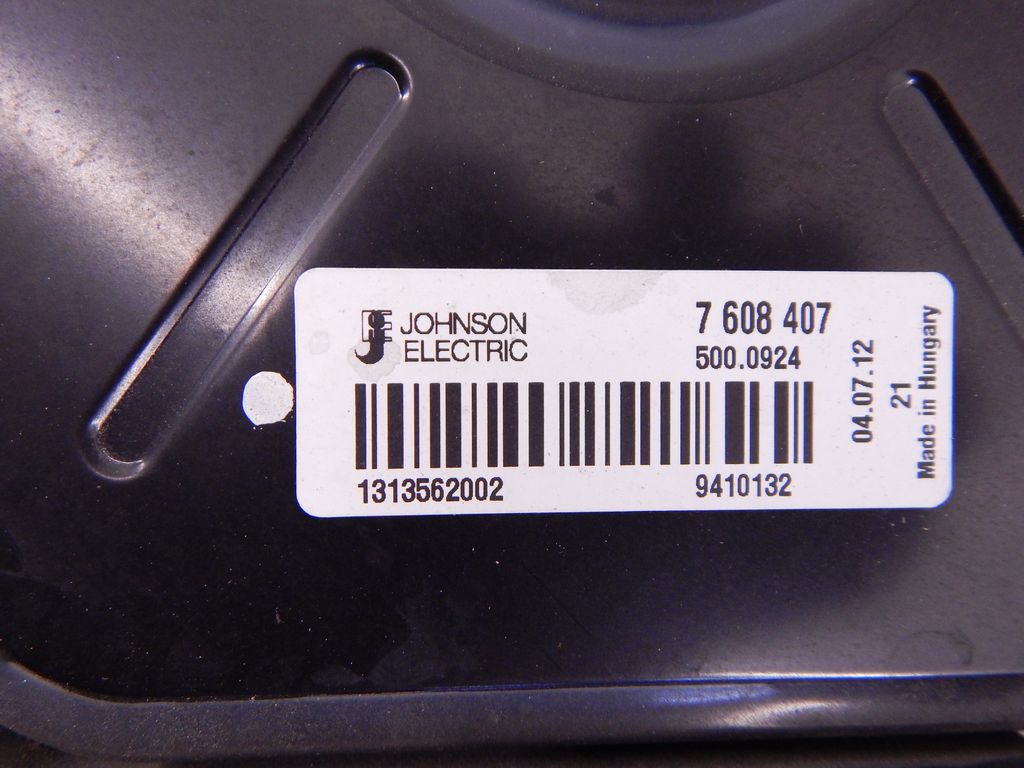 JOHNSON
ELECTRIC
7 608 407
500.0924
1313562002
9410132
04.07.12
21
Made in Hungary